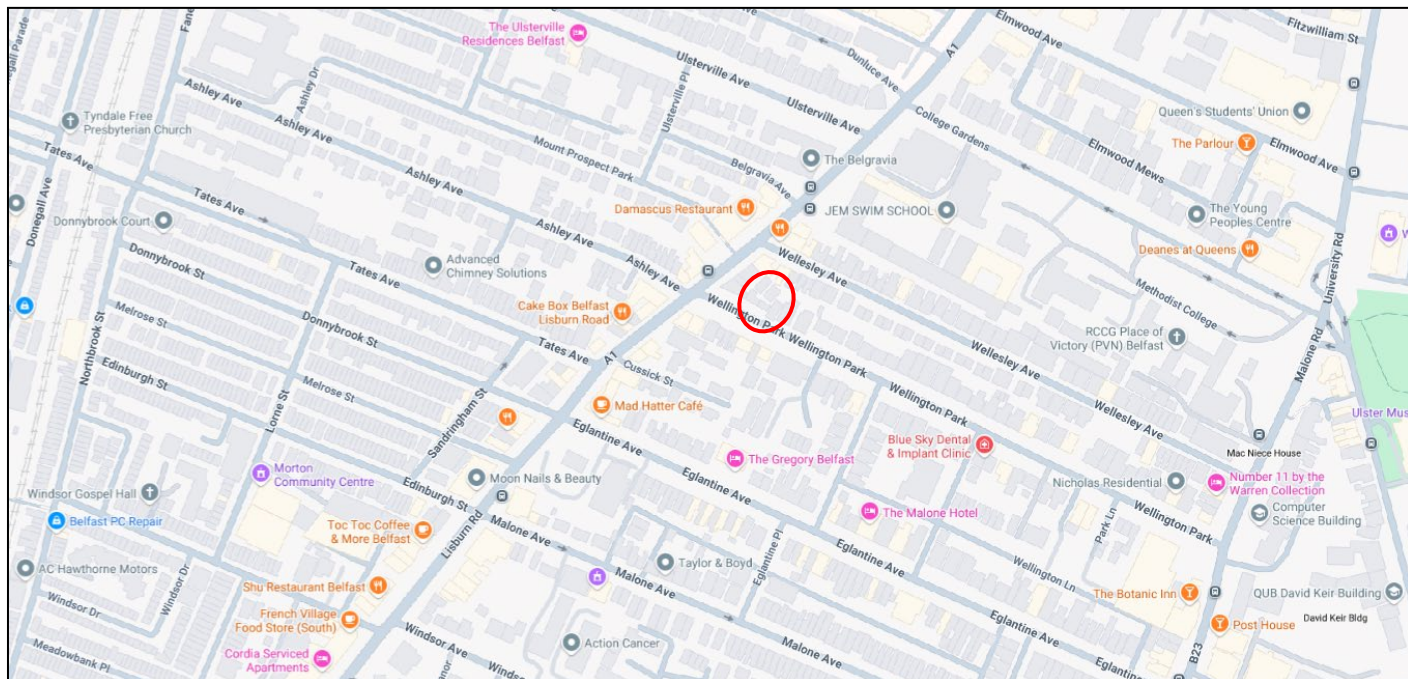 The Ulsterville
Residences Belfast
Ulsterville Ave
Ulsterville Pl
Ulsterville Ave
A1
Dunluce Ave
Elmwood Ave
Fitzwilliam St
Queen's Students' Union
The Parlour
Elmwood Ave
Elmwood Mews
College Gardens
Ashley Dr
Ashley Ave
Ashley Ave
Tyndale Free
Presbyterian Church
Mount Prospect Park
Ashley Ave
Belgravia Ave
The Belgravia
Tates Ave
Donegall Ave
Damascus Restaurant
JEM SWIM SCHOOL
The Young
Peoples Centre
Deanes at Queens
University Rd
Tates Ave
Donnybrook Court
Ashley Ave
Wellesley Ave
Advanced
Chimney Solutions
Ashley Ave
Donnybrook St
Tates Ave
Methodist College
Cake Box Belfast
Lisburn Road
Wellington Park
Wellington Park
RCCG Place of
Victory (PVN) Belfast
Malone Rd
Melrose St
Donnybrook St
Northbrook St
Edinburgh St
Tates Ave
A1
Cussick St
Wellesley Ave
Melrose St
Lorne St
Sandringham St
Mad Hatter Café
Wellington Park
Wellesley Ave
Ulster Mus
Eglantine Ave
Blue Sky Dental
& Implant Clinic
Mac Niece House
Morton
Community Centre
Edinburgh St
Moon Nails & Beauty
The Gregory Belfast
Eglantine Ave
Nicholas Residential
Number 11 by the
Warren Collection
Windsor Gospel Hall
Belfast PC Repair
Toc Toc Coffee
& More Belfast
Lisburn Rd
Malone Ave
The Malone Hotel
Wellington Park
Computer
Science Building
Park Ln
AC Hawthorne Motors
Windsor Dr
Taylor & Boyd
Eglantine Pl
Eglantine Ave
Wellington Ln
Shu Restaurant Belfast
Malone Ave
The Botanic Inn
QUB David Keir Building
Windsor Dr
French Village
Food Store (South)
Windsor Ave
Action Cancer
Eglantine Ave
Post House
David Keir Bldg
Meadowbank Pl
Cordia Serviced
Apartments
Malone Ave
B23